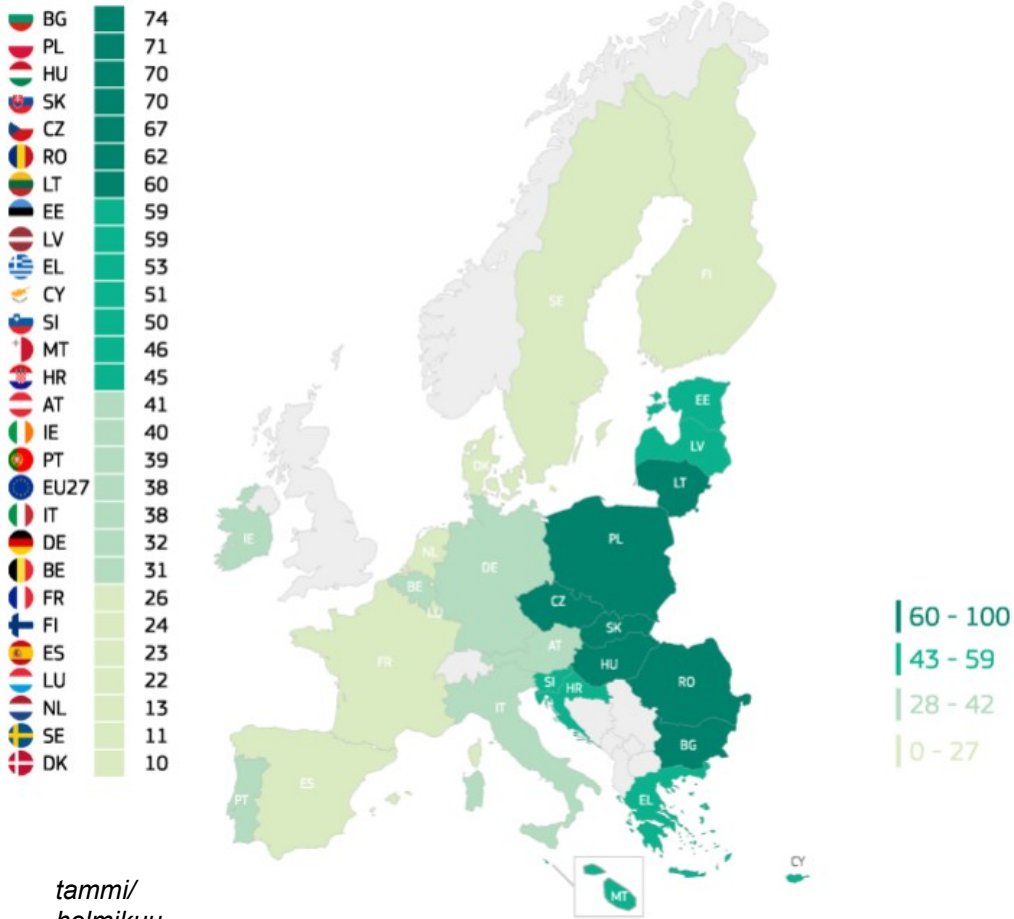 BG 74
PL 71
HU 70
SK 70
CZ 67
RO 62
LT 60
EE 59
LV 59
EL 53
CY 51
SI 50
MT 46
HR 45
AT 41
IE 40
PT 39
EU27 38
IT 38
DE 32
BE 31
FR 26
FI 24
ES 23
LU 22
NL 13
SE 11
DK 10
FI
SE
EE
LV
DK
LT
IE
PL
NL
DE
BE
CZ
LU
SK
AT
FR
HU
SI
HR
RO
IT
BG
ES
PT
EL
CY
MT
60 - 100
43 - 59
28 - 42
0 - 27
tammi/
helmikuu